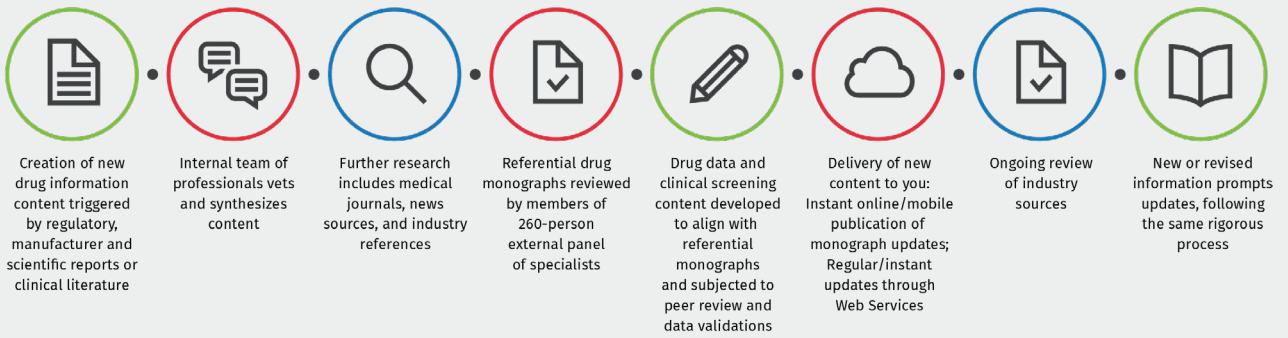 Creation of new
drug information
content triggered
by regulatory,
manufacturer and
scientific reports or
clinical literature
Internal team of
professionals vets
and synthesizes
content
Further research
includes medical
journals, news
sources, and industry
references
Referential drug
monographs reviewed
by members of
260-person
external panel
of specialists
Drug data and
clinical screening
content developed
to align with
referential
monographs
and subjected to
peer review and
data validations
Delivery of new
content to you:
Instant online/mobile
publication of
monograph updates;
Regular/instant
updates through
Web Services
Ongoing review
of industry
sources
New or revised
information prompts
updates, following
the same rigorous
process